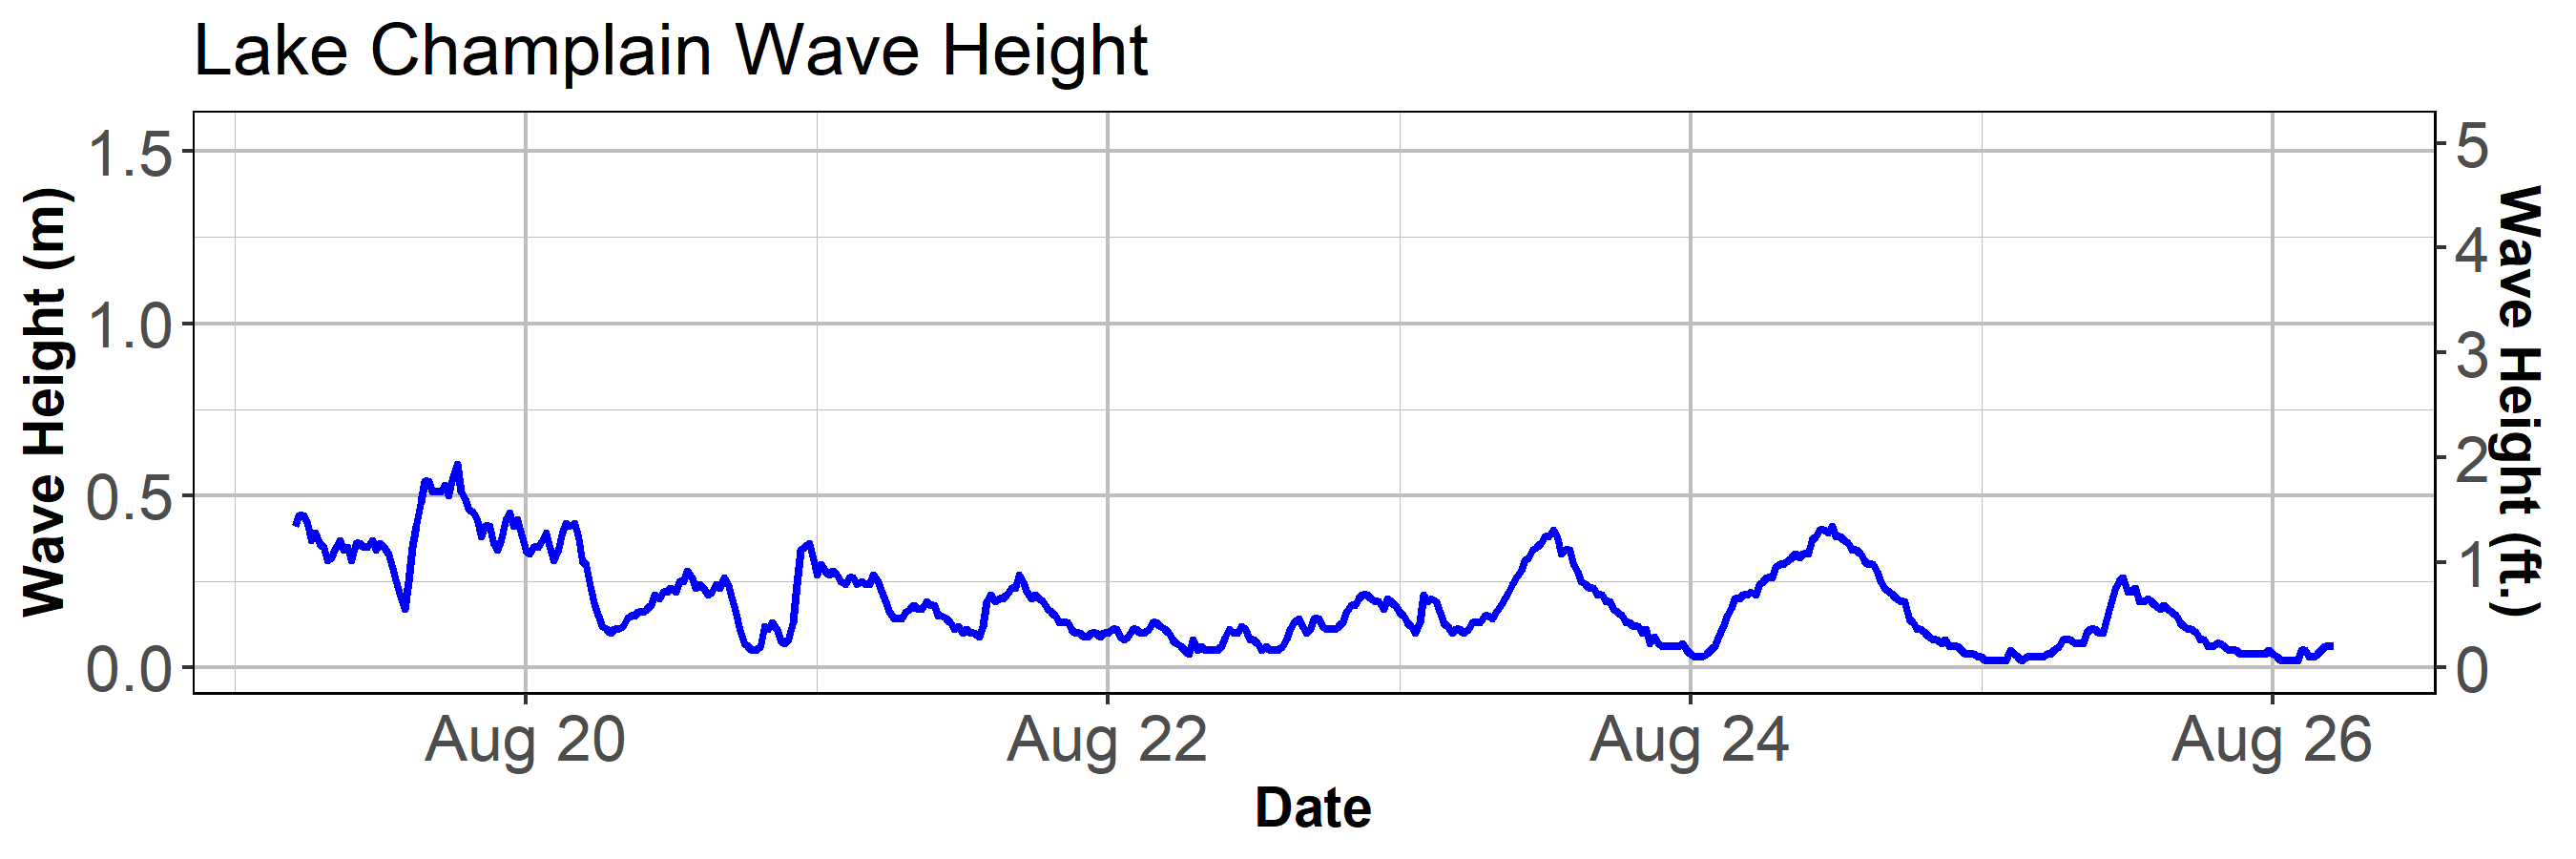 Lake Champlain Wave Height
Wave Height (m)
1.5
1.0
0.5
0.0
5
4
3
2
1
0
Wave Height (ft.)
Aug 20
Aug 22
Aug 24
Aug 26
Date